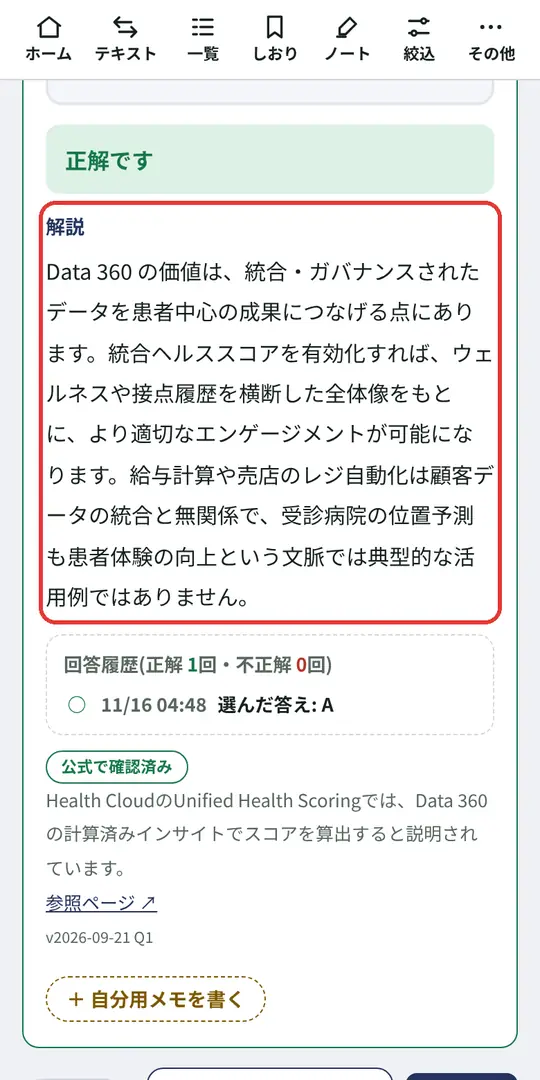 ホーム テキスト 一覧 しおり ノート 絞込 その他
正解です
解説
Data 360 の価値は、統合・ガバナンスされた
データを患者中心の成果につなげる点にあり
ます。統合ヘルススコアを有効化すれば、ウェ
ルネスや接点履歴を横断した全体像をもと
に、より適切なエンゲージメントが可能にな
ります。給与計算や売店のレジ自動化は顧客デ
ータの統合と無関係で、受診病院の位置予測
も患者体験の向上という文脈では典型的な活
用例ではありません。
回答履歴(正解 1回・不正解 0回)
○ 11/16 04:48 選んだ答え: A
公式で確認済み
Health CloudのUnified Health Scoringでは、Data 360
の計算済みインサイトでスコアを算出すると説明され
ています。
参照ページ ↗
v2026-09-21 Q1
＋ 自分用メモを書く